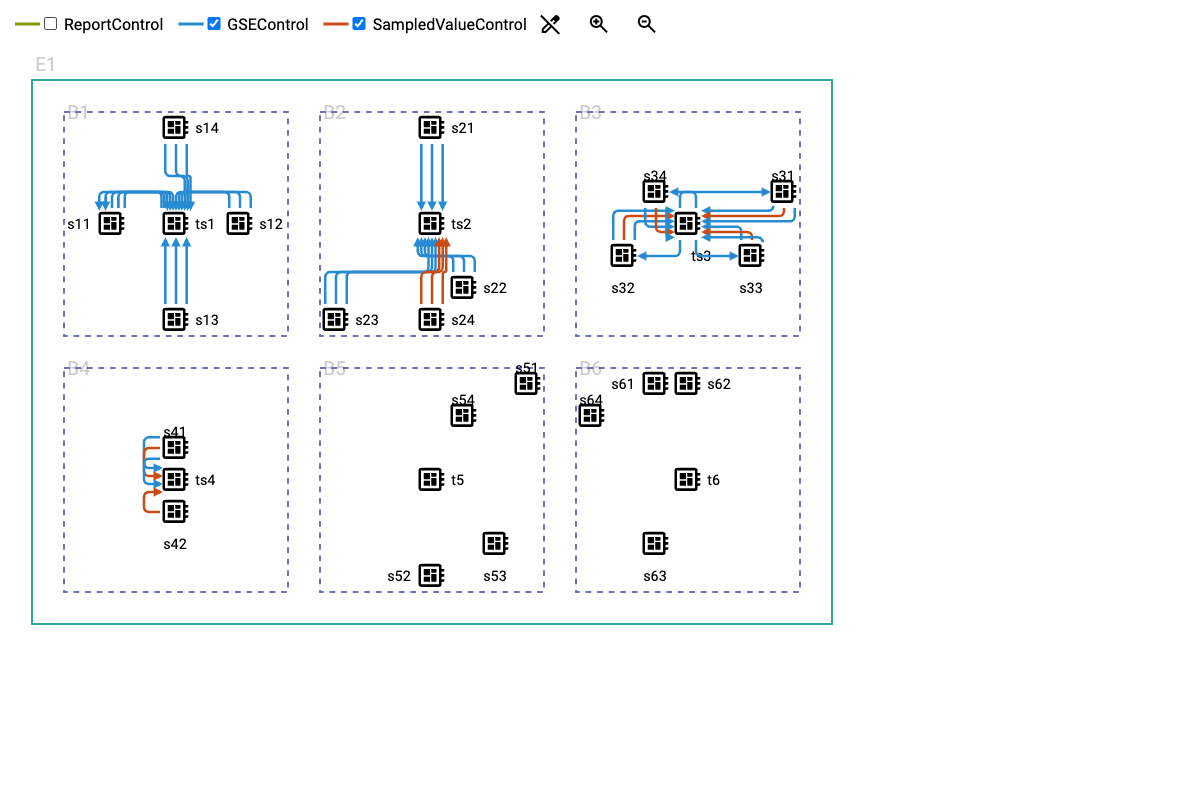 ReportControl GSEControl SampledValueControl
E1
B1 B2 B3
s14 s21
s34 s31
s11 ts1 s12 ts2
ts3
s32 s33
s22
s13 s23 s24
B4 B5 B6
s51
s61 s62
s54 s64
s41
ts4 t5 t6
s42
s52 s53 s63